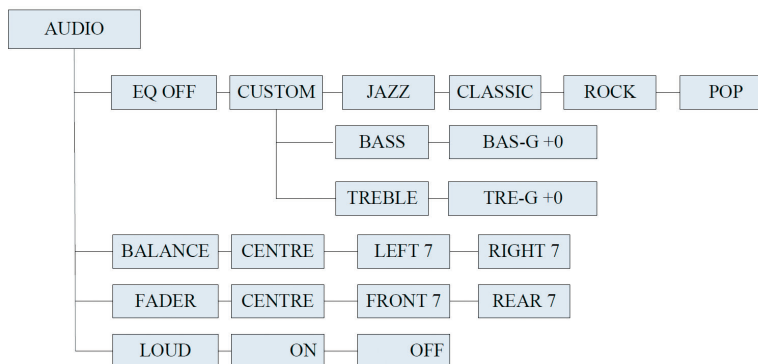 AUDIO
EQ OFF CUSTOM JAZZ CLASSIC ROCK POP
BASS BAS-G +0
TREBLE TRE-G +0
BALANCE CENTRE LEFT 7 RIGHT 7
FADER CENTRE FRONT 7 REAR 7
LOUD ON OFF